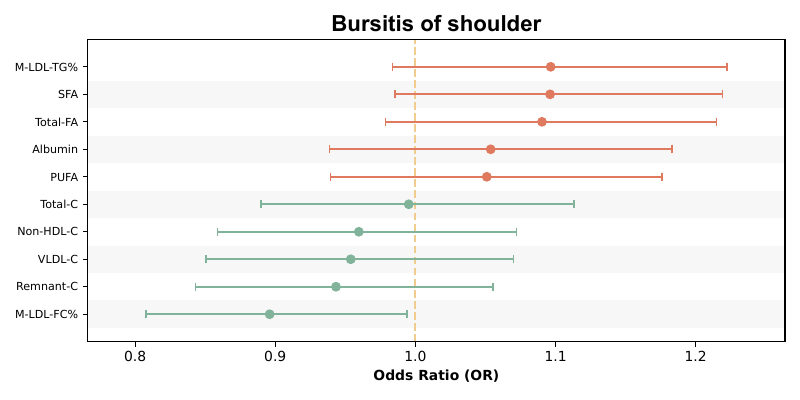 Bursitis of shoulder
M-LDL-TG%
SFA
Total-FA
Albumin
PUFA
Total-C
Non-HDL-C
VLDL-C
Remnant-C
M-LDL-FC%
0.8 0.9 1.0 1.1 1.2
Odds Ratio (OR)